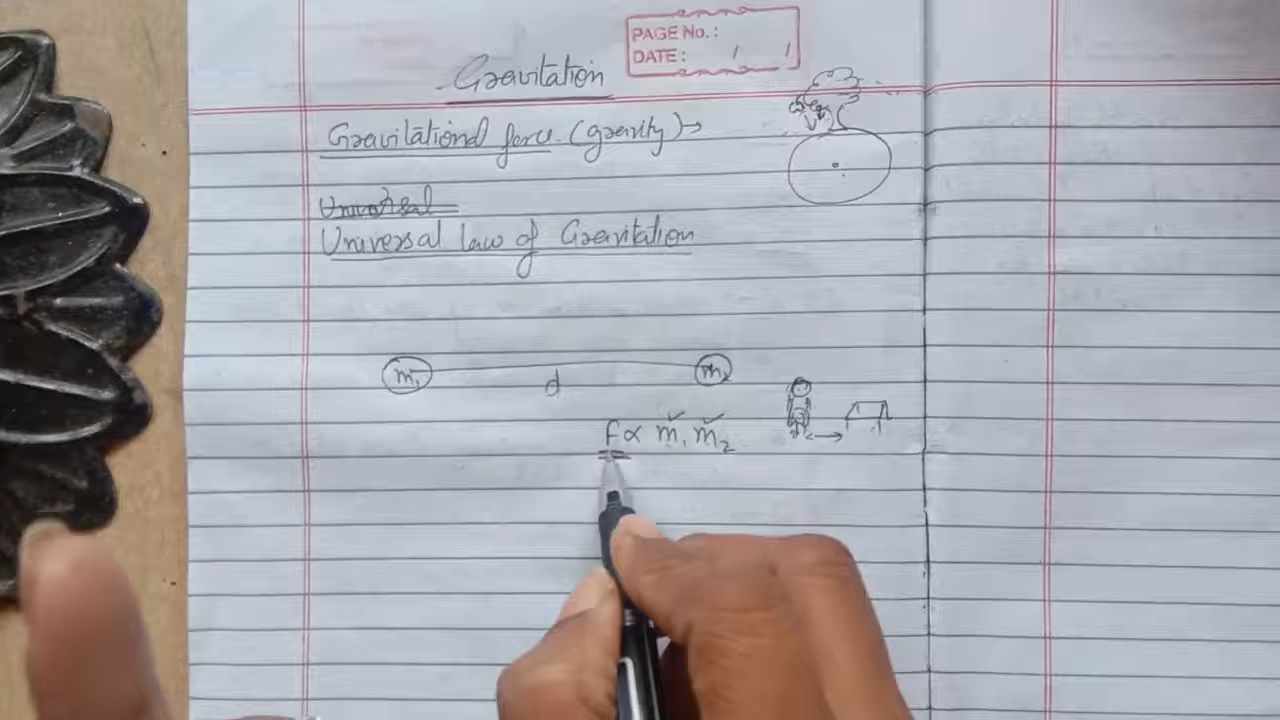 PAGE No.:
DATE: / /
Gravitation
Gravitational force (gravity)→
Universal
Universal law of Gravitation
m₁ d m₂
F∝ m₁ m₂